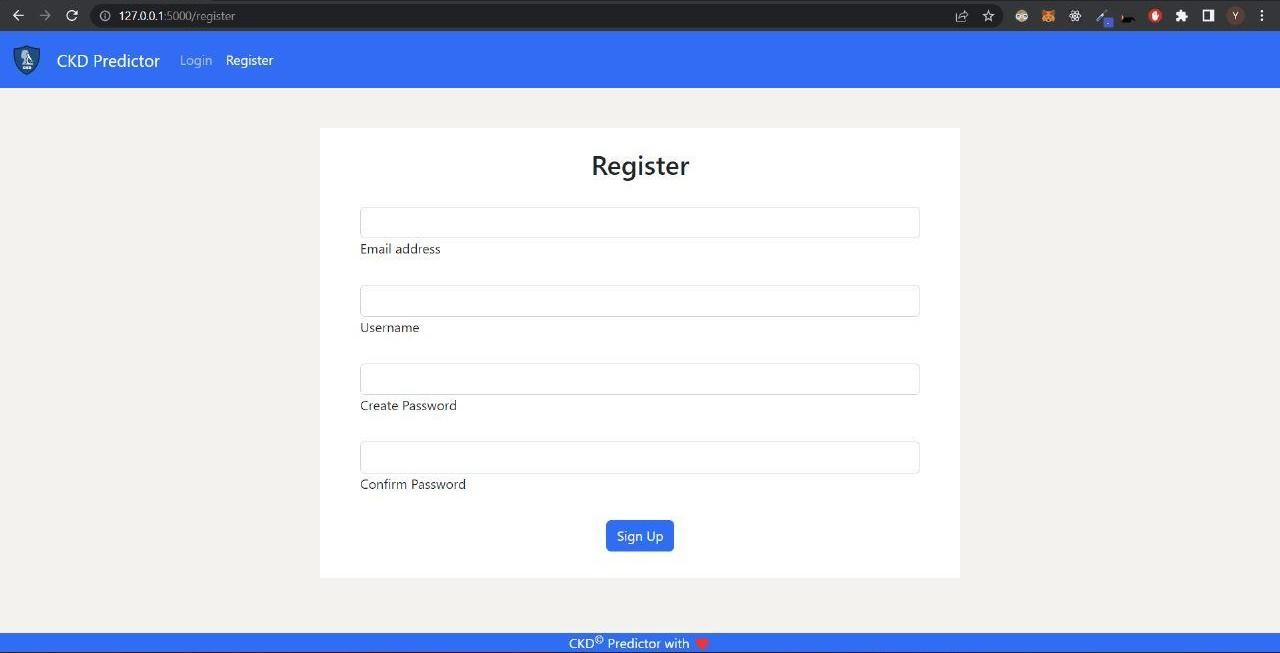 127.0.0.1:5000/register
Y
CKD Predictor Login Register
Register
Email address
Username
Create Password
Confirm Password
Sign Up
CKD© Predictor with ❤